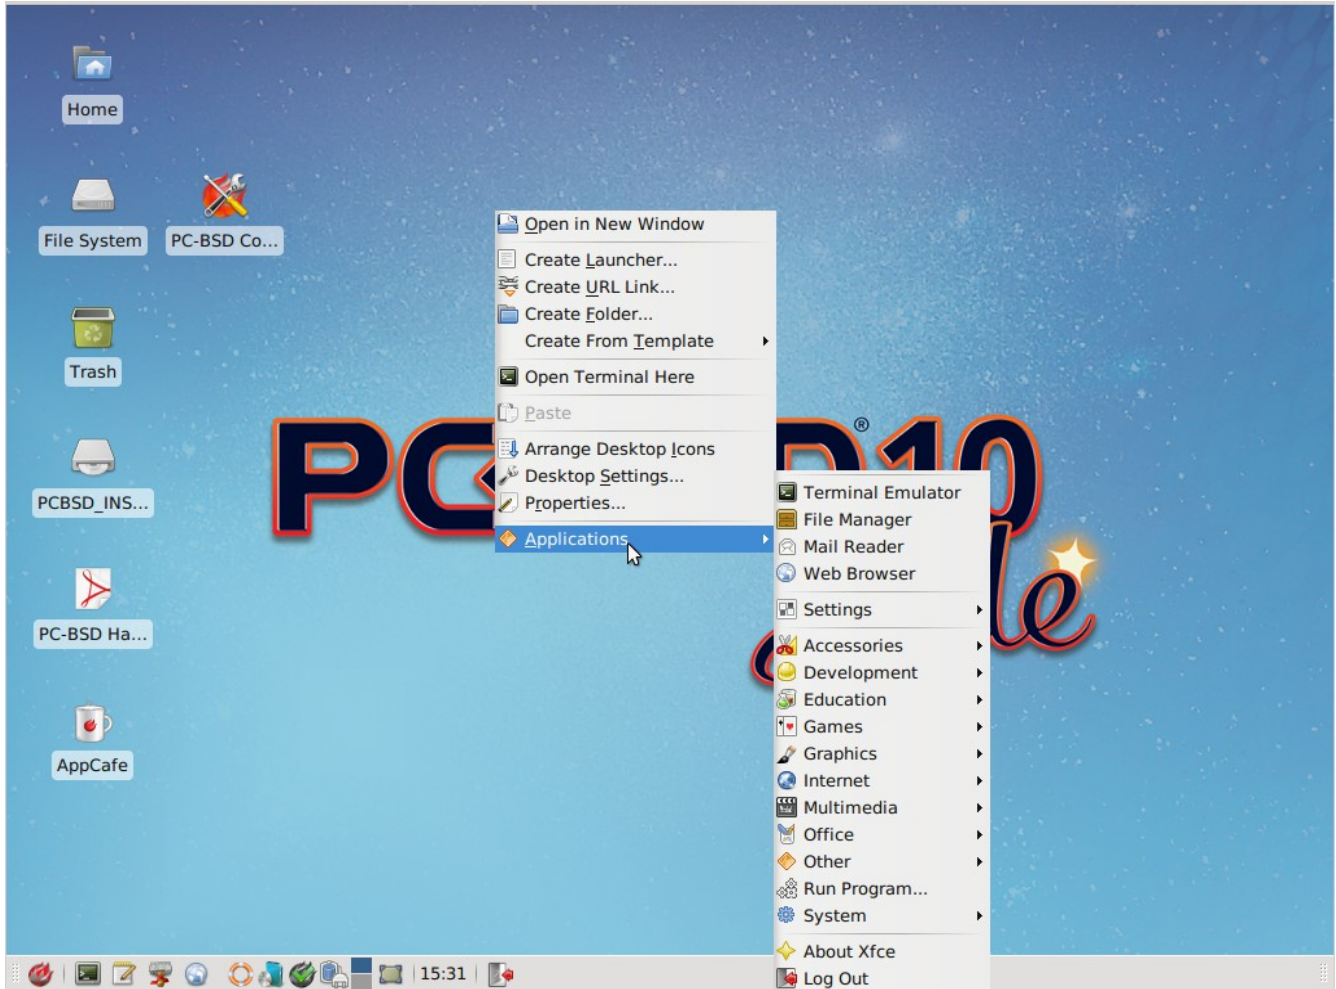 Home
File System
PC-BSD Co...
Trash
PCBSD_INS...
PC-BSD Ha...
AppCafe
Open in New Window
Create Launcher...
Create URL Link...
Create Folder...
Create From Template
Open Terminal Here
Paste
Arrange Desktop Icons
Desktop Settings...
Properties...
Applications
Terminal Emulator
File Manager
Mail Reader
Web Browser
Settings
Accessories
Development
Education
Games
Graphics
Internet
Multimedia
Office
Other
Run Program...
System
About Xfce
Log Out
PC D®10
le
15:31